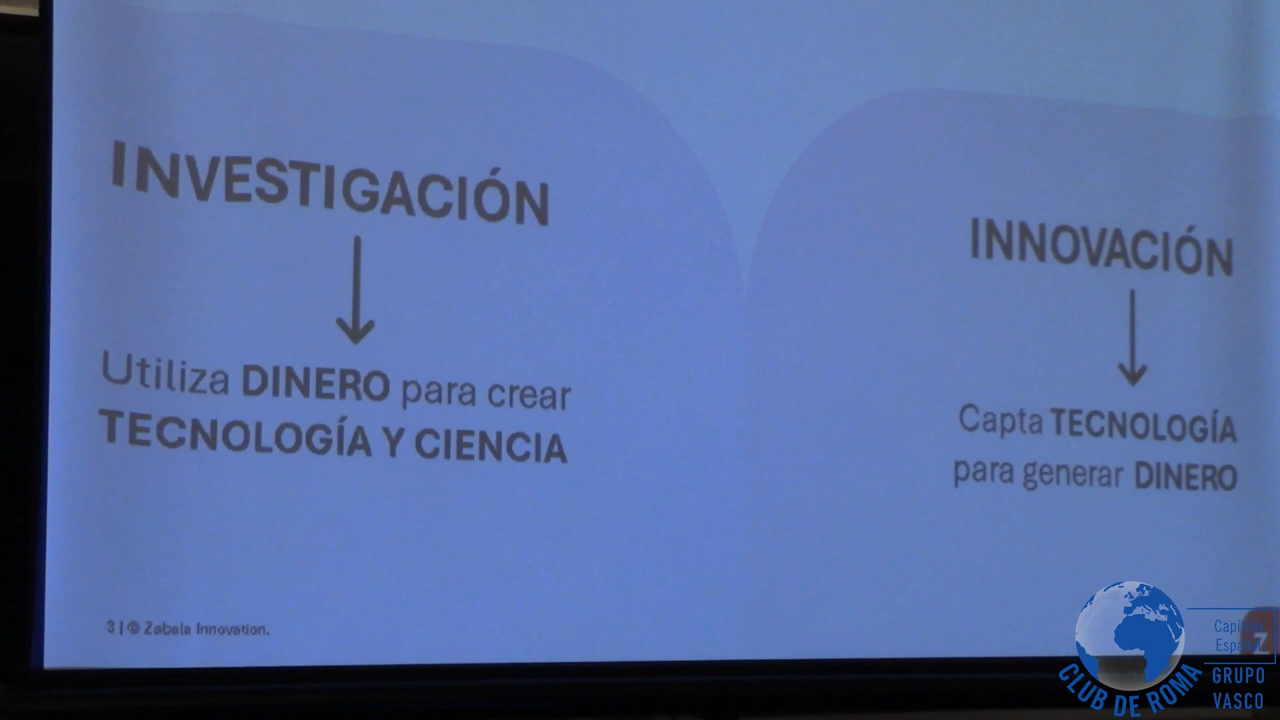 INVESTIGACIÓN
Utiliza DINERO para crear
TECNOLOGÍA Y CIENCIA
INNOVACIÓN
Capta TECNOLOGÍA
para generar DINERO
3 | © Zabala Innovation.
Z
CLUB DE ROMA
GRUPO
VASCO